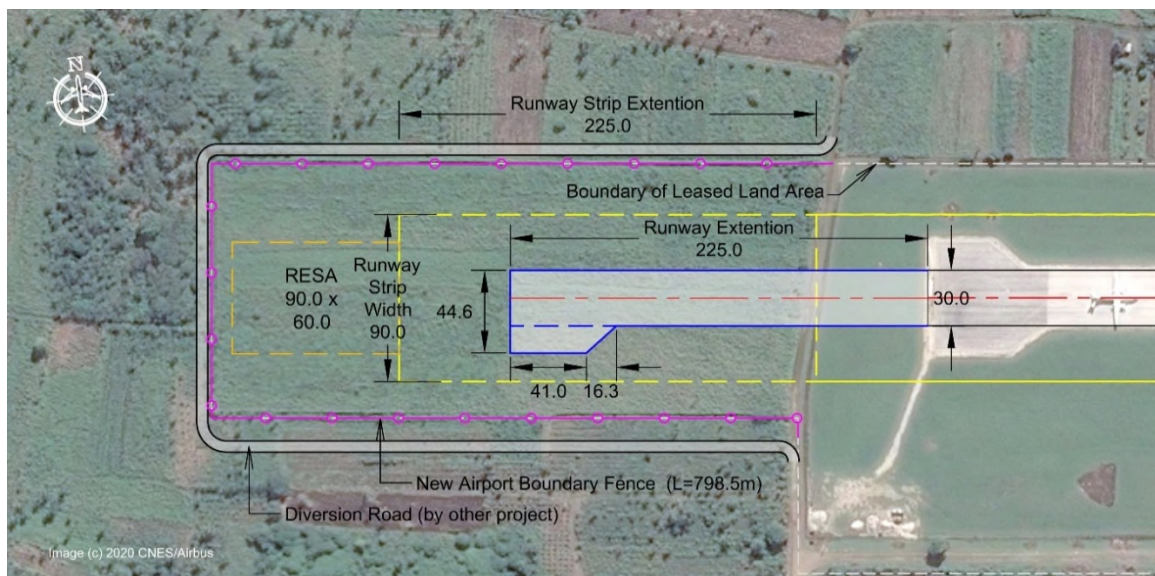 N
Runway Strip Extention
225.0
Boundary of Leased Land Area
Runway Extention
225.0
RESA
90.0 x
60.0
Runway
Strip
Width
90.0
44.6
30.0
41.0
16.3
New Airport Boundary Fence (L=798.5m)
Diversion Road (by other project)
Image (c) 2020 CNES/Airbus